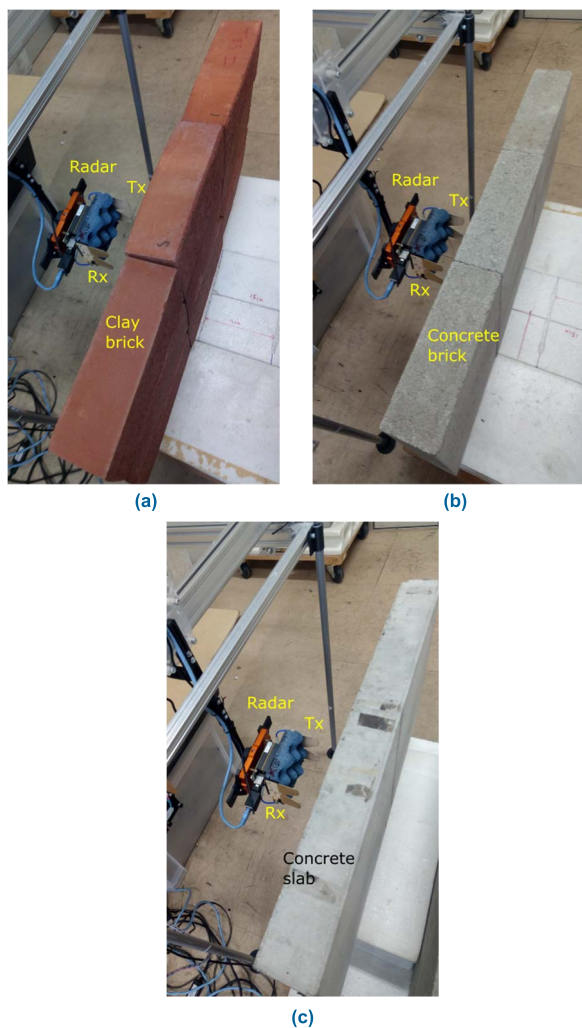 Radar
Tx
Rx
Clay
brick
(a)
Radar
Tx
Rx
Concrete
brick
(b)
Radar
Tx
Rx
Concrete
slab
(c)